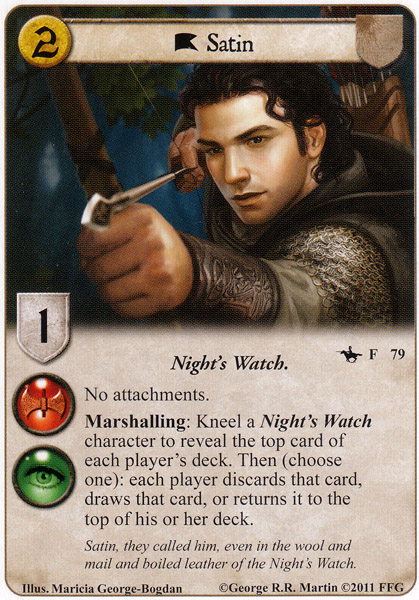 2
Satin
1
Night's Watch.
F 79
No attachments.
Marshalling: Kneel a Night's Watch
character to reveal the top card of
each player's deck. Then (choose
one): each player discards that card,
draws that card, or returns it to the
top of his or her deck.
Satin, they called him, even in the wool and
mail and boiled leather of the Night's Watch.
Illus. Maricia George-Bogdan ©George R.R. Martin ©2011 FFG